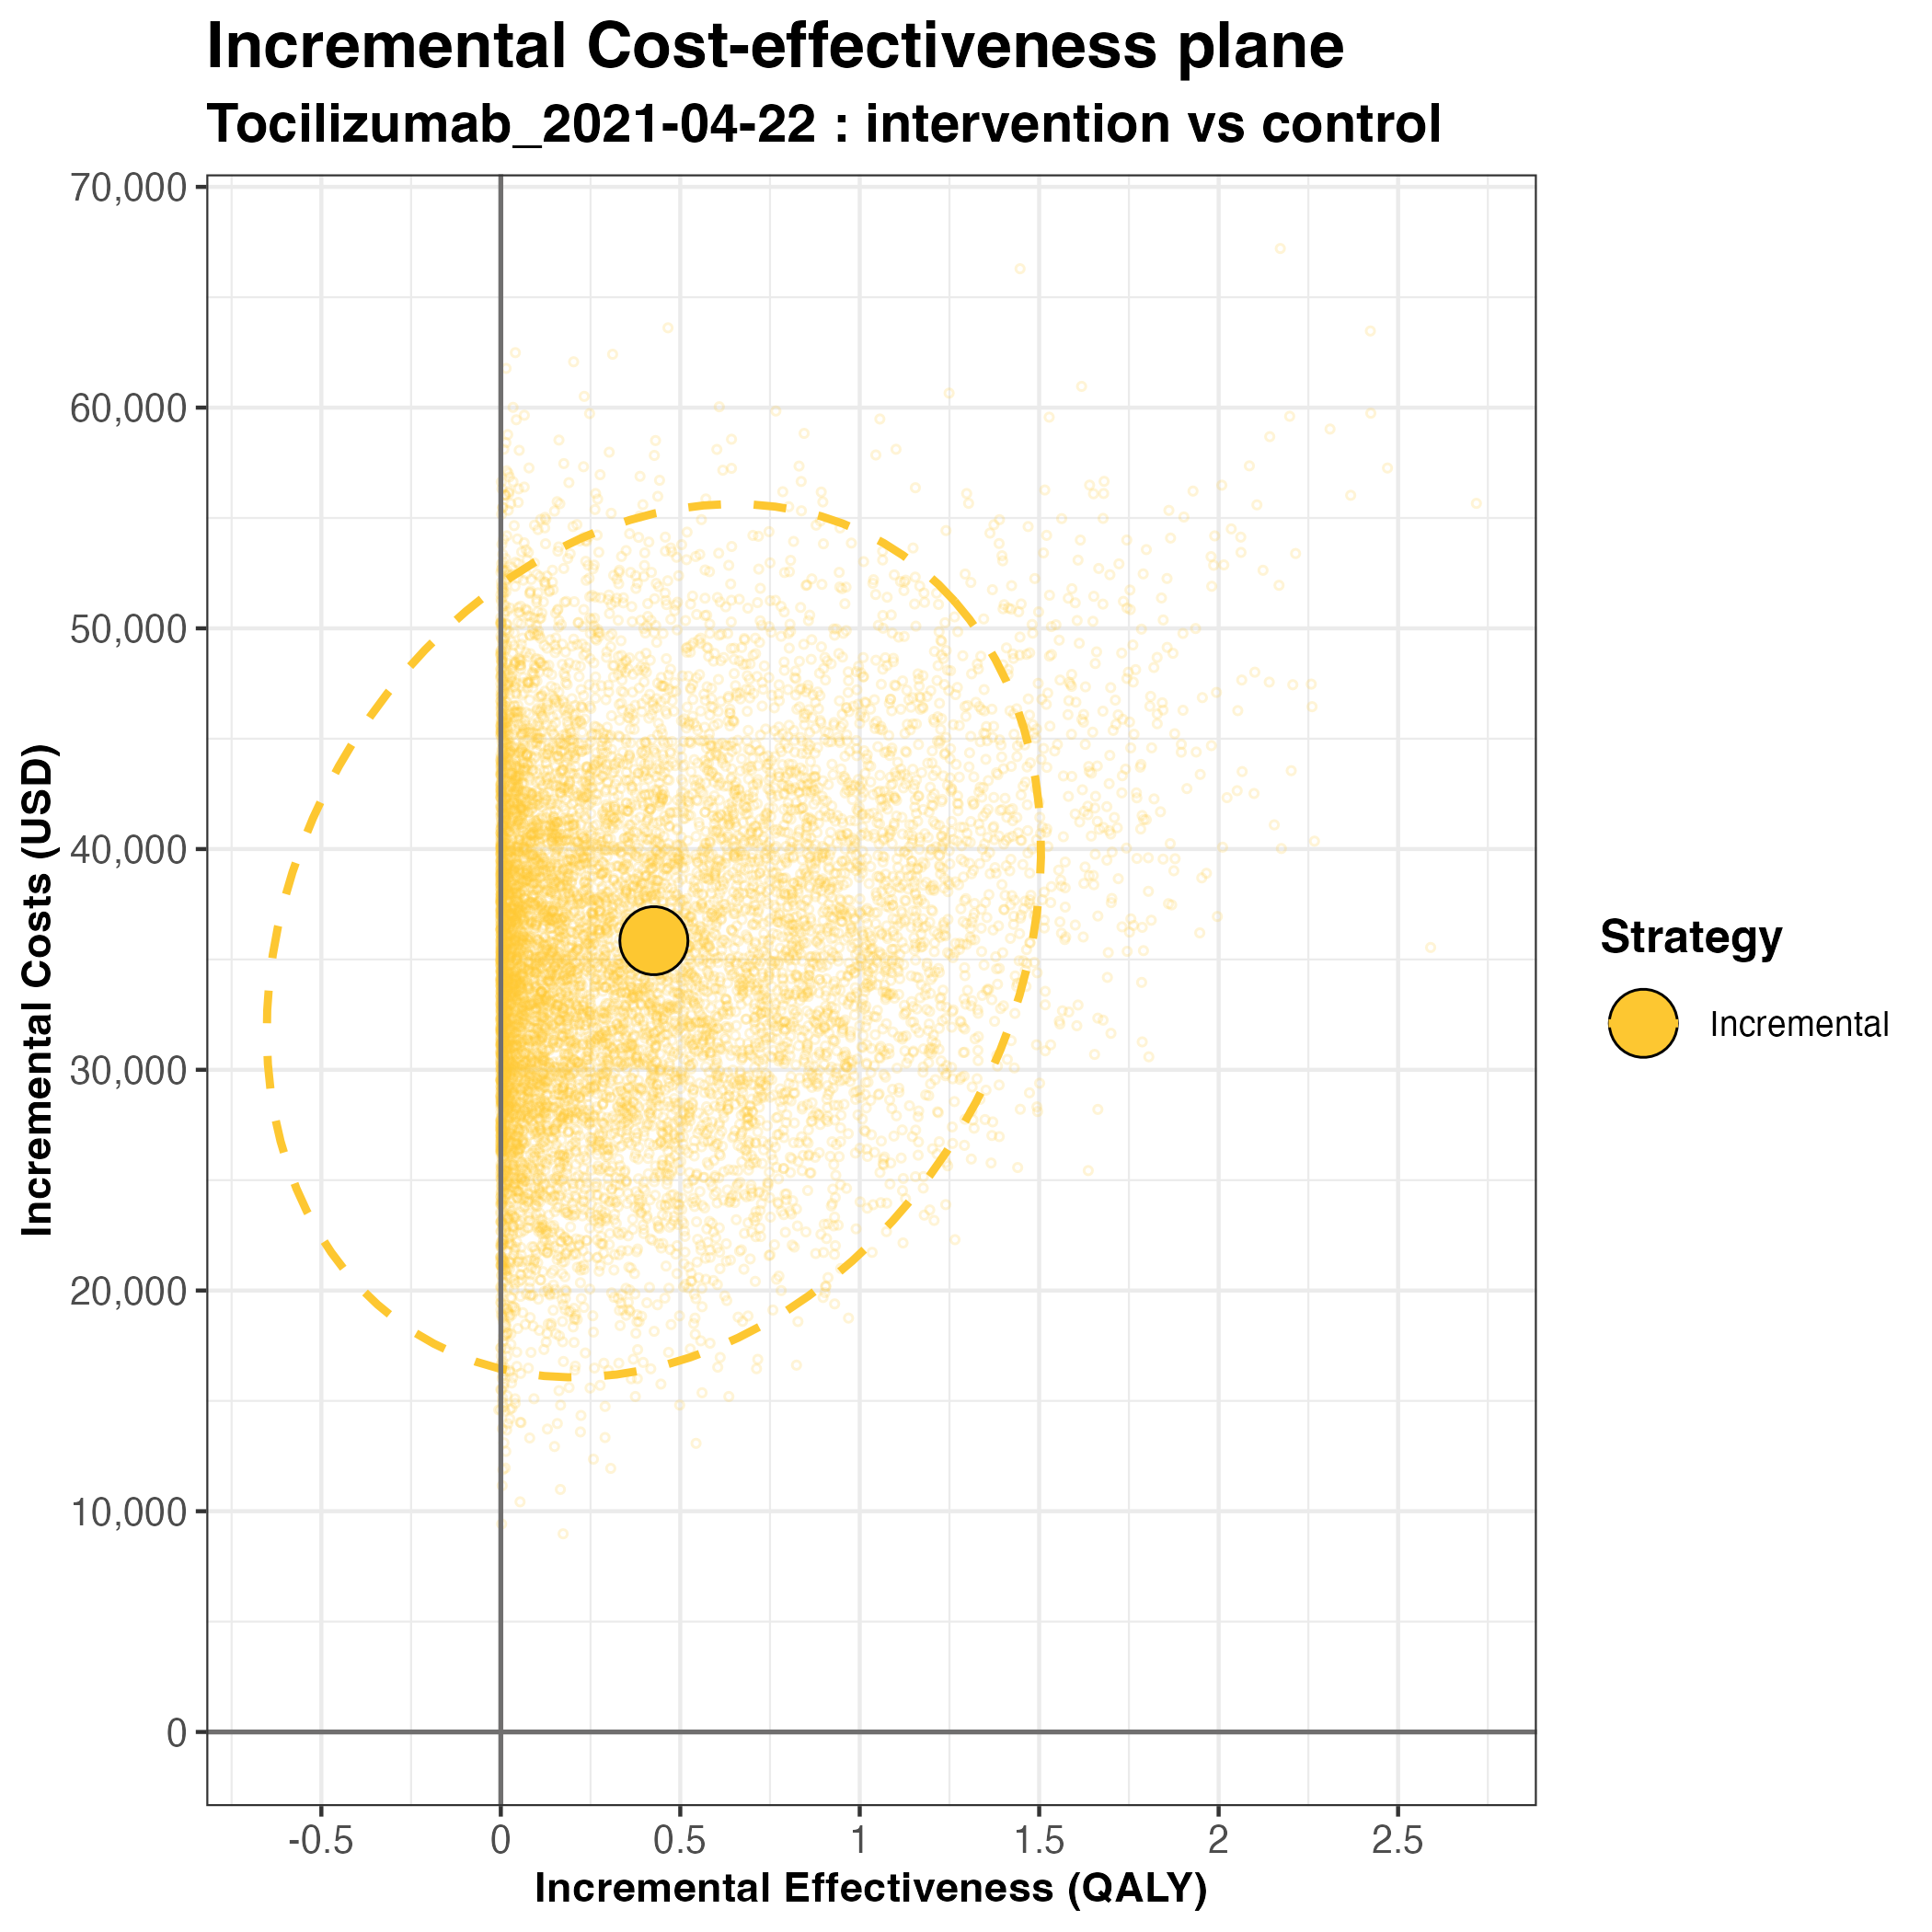 Incremental Cost-effectiveness plane
Tocilizumab_2021-04-22 : intervention vs control
70,000
60,000
50,000
40,000
30,000
20,000
10,000
0
Incremental Costs (USD)
-0.5
0
0.5
1
1.5
2
2.5
Incremental Effectiveness (QALY)
Strategy
Incremental